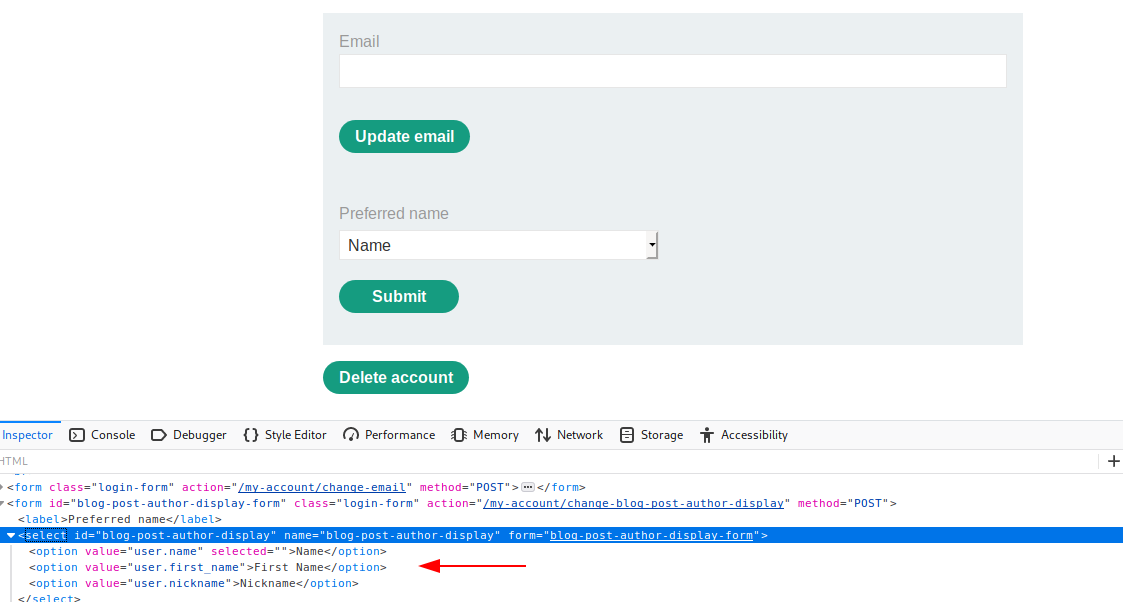 Email
Update email
Preferred name
Name
Submit
Delete account
Inspector Console Debugger Style Editor Performance Memory Network Storage Accessibility
HTML
<form class="login-form" action="/my-account/change-email" method="POST">⋯</form>
<form id="blog-post-author-display-form" class="login-form" action="/my-account/change-blog-post-author-display" method="POST">
<label>Preferred name</label>
<select id="blog-post-author-display" name="blog-post-author-display" form="blog-post-author-display-form">
<option value="user.name" selected="">Name</option>
<option value="user.first_name">First Name</option>
<option value="user.nickname">Nickname</option>
</select>